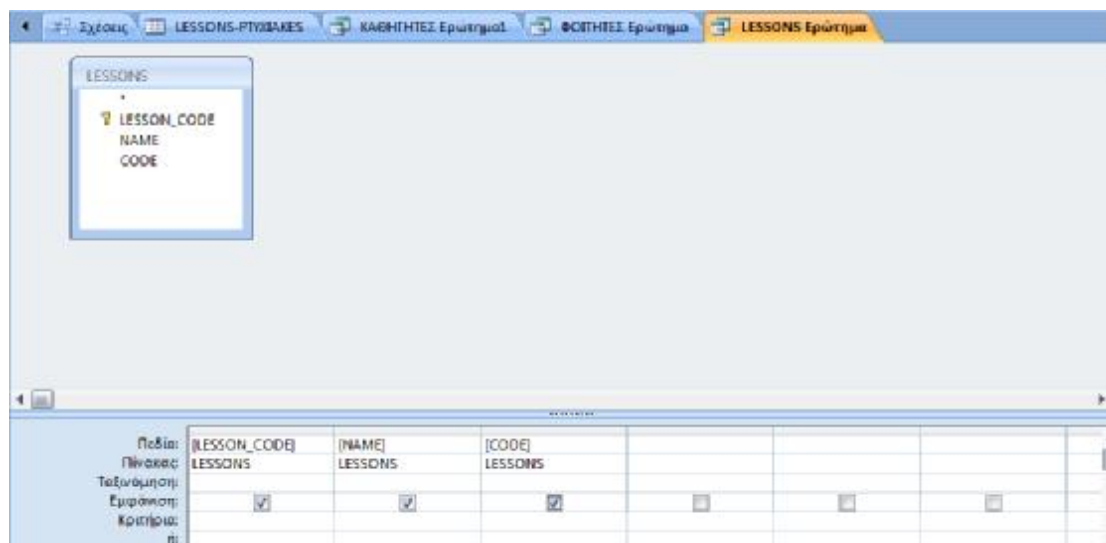 Σχέσεις LESSONS-PTYXIAKES ΚΑΘΗΓΗΤΕΣ Ερώτημα1 ΦΟΙΤΗΤΕΣ Ερώτημα LESSONS Ερώτημα
LESSONS
*
LESSON_CODE
NAME
CODE
Πεδίο: [LESSON_CODE] [NAME] [CODE]
Πίνακας: LESSONS LESSONS LESSONS
Ταξινόμηση:
Εμφάνιση:
Κριτήρια:
ή: